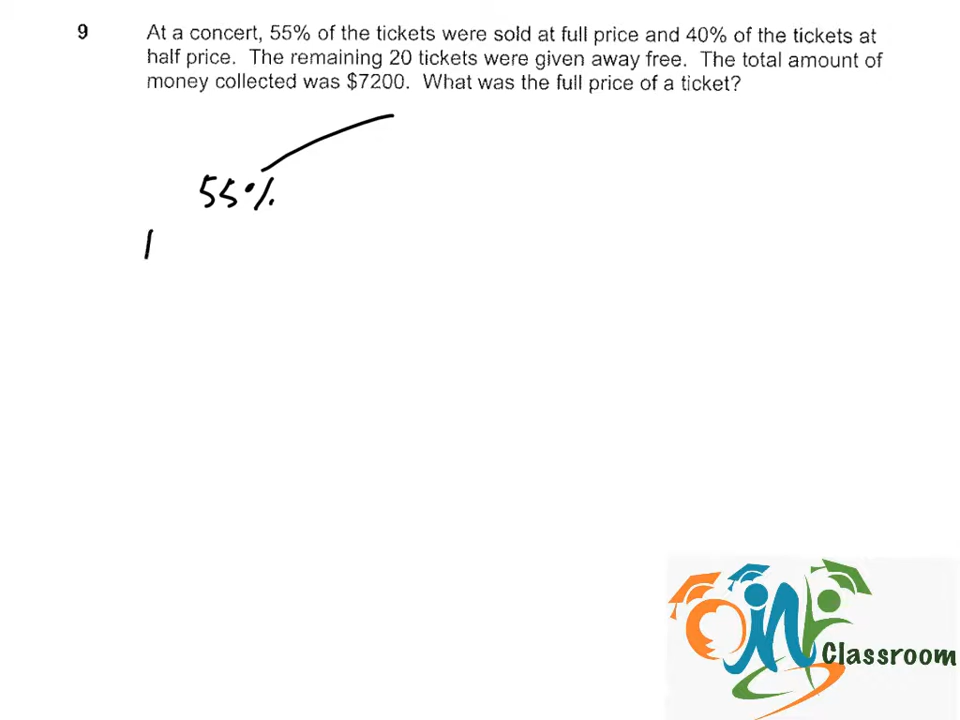 9 At a concert, 55% of the tickets were sold at full price and 40% of the tickets at
half price. The remaining 20 tickets were given away free. The total amount of
money collected was $7200. What was the full price of a ticket?
55%
1
OinE
Classroom